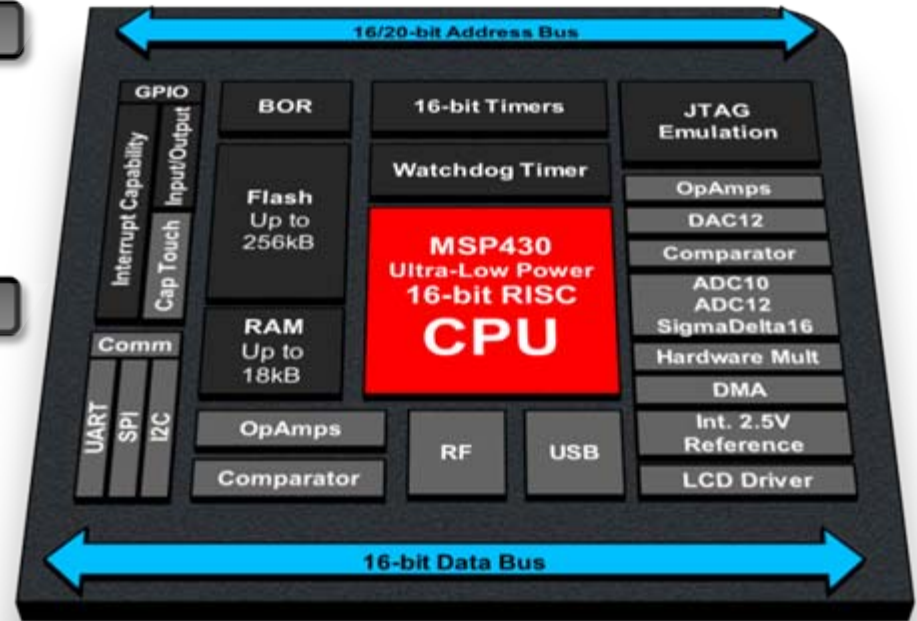 16/20-bit Address Bus
GPIO
Interrupt Capability
Input/Output
Cap Touch
BOR
Flash
Up to
256kB
RAM
Up to
18kB
16-bit Timers
Watchdog Timer
MSP430
Ultra-Low Power
16-bit RISC
CPU
JTAG
Emulation
OpAmps
DAC12
Comparator
ADC10
ADC12
SigmaDelta16
Hardware Mult
DMA
Int. 2.5V
Reference
LCD Driver
Comm
UART
SPI
I2C
OpAmps
Comparator
RF
USB
16-bit Data Bus